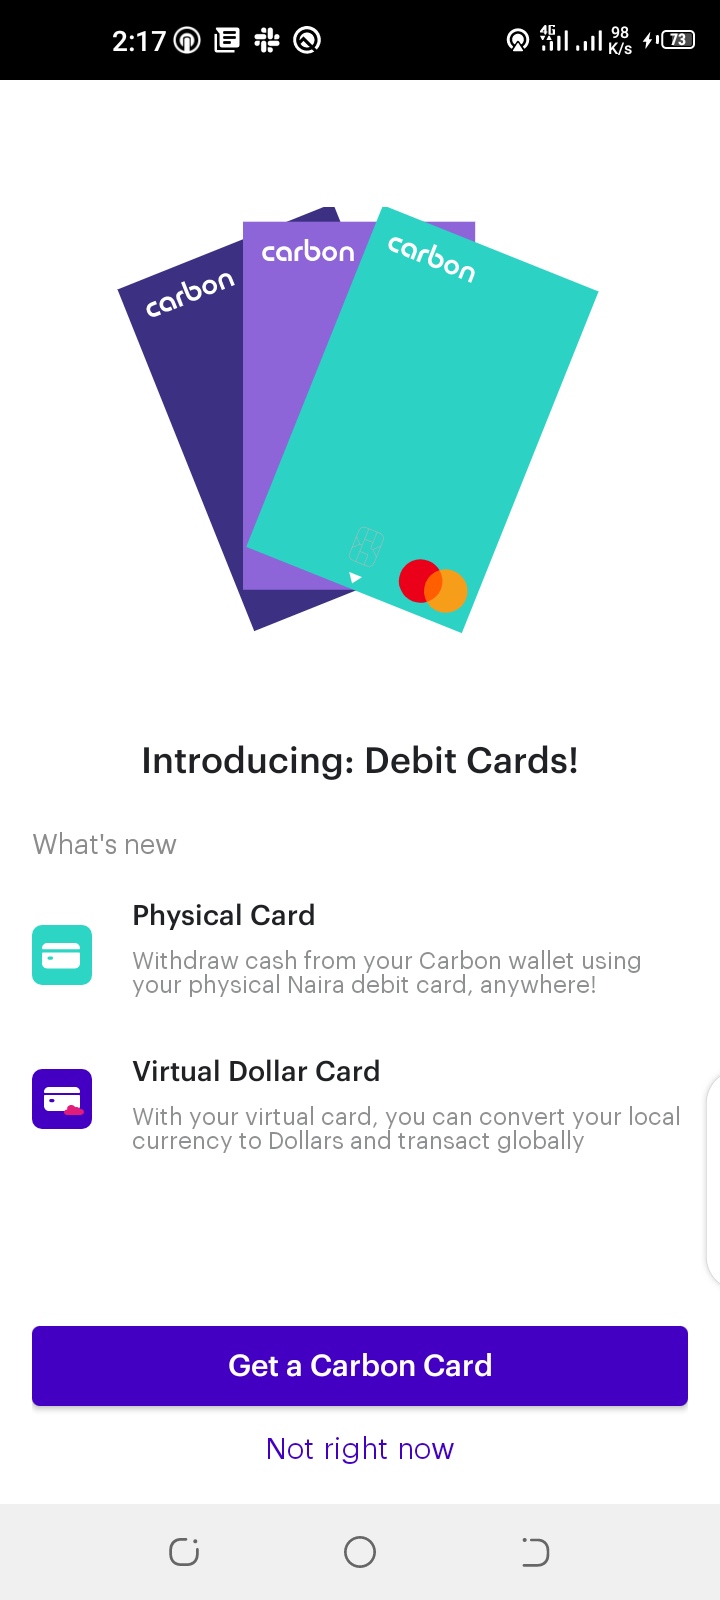 2:17
4G
98
K/s
73
carbon
carbon
carbon
Introducing: Debit Cards!
What's new
Physical Card
Withdraw cash from your Carbon wallet using
your physical Naira debit card, anywhere!
Virtual Dollar Card
With your virtual card, you can convert your local
currency to Dollars and transact globally
Get a Carbon Card
Not right now